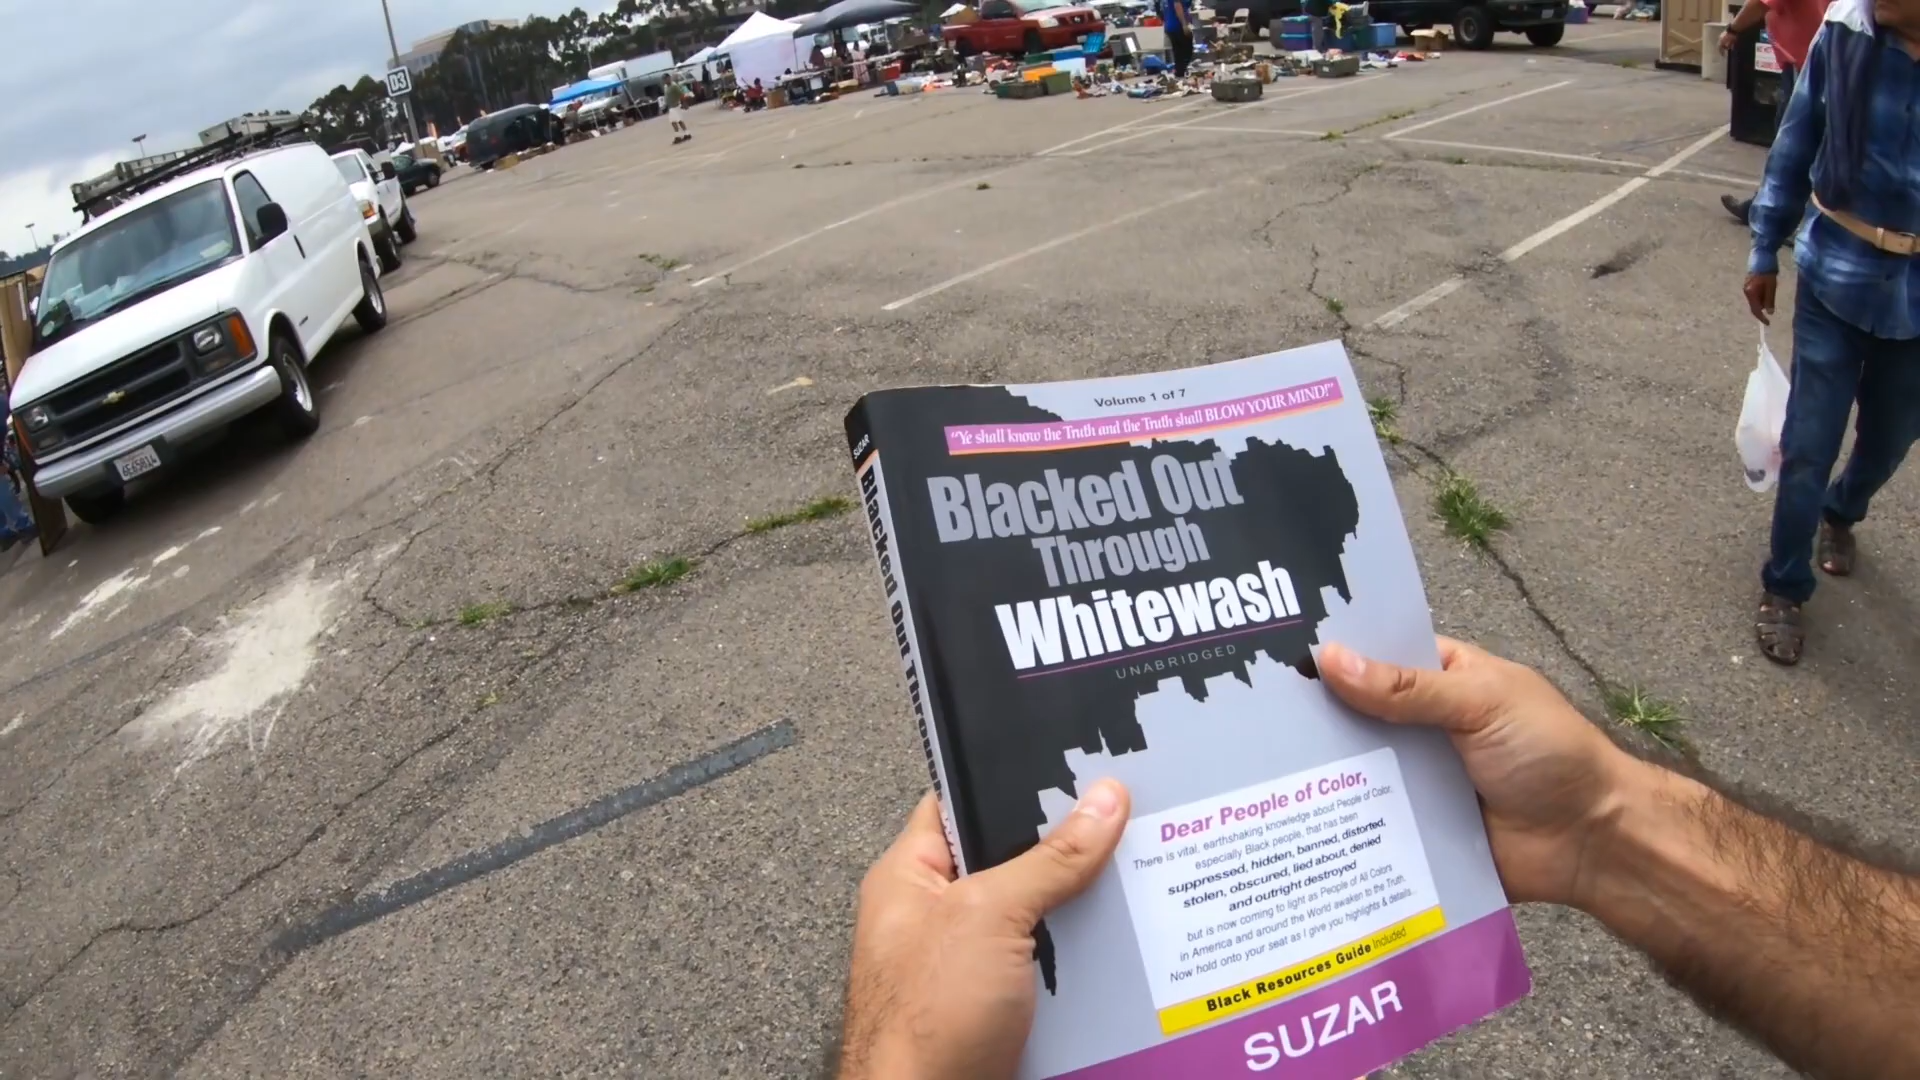 D3
6E65814
Volume 1 of 7
"Ye shall know the Truth and the Truth shall BLOW YOUR MIND!"
Blacked Out
Through
Whitewash
UNABRIDGED
Dear People of Color,
There is vital, earthshaking knowledge about People of Color,
especially Black people, that has been
suppressed, hidden, banned, distorted,
stolen, obscured, lied about, denied
and outright destroyed
but is now coming to light as People of All Colors
in America and around the World awaken to the Truth.
Now hold onto your seat as I give you highlights & details...
Black Resources Guide Included
SUZAR
SUZAR
Blacked Out Through